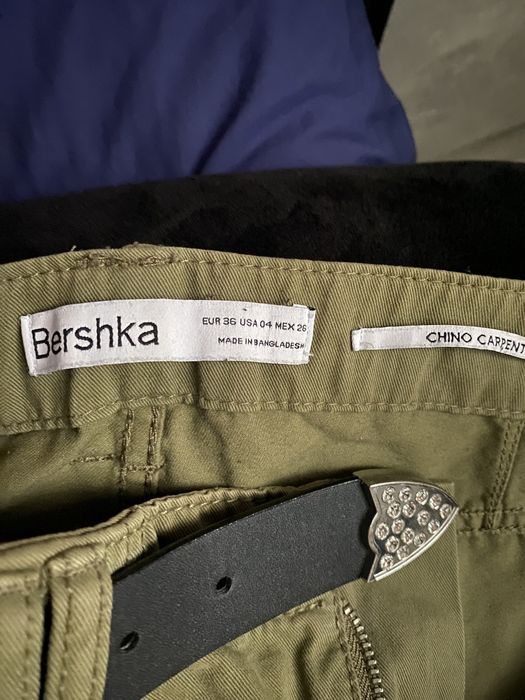 Bershka
EUR 36 USA 04 MEX 26
MADE IN BANGLADESH
CHINO CARPENT